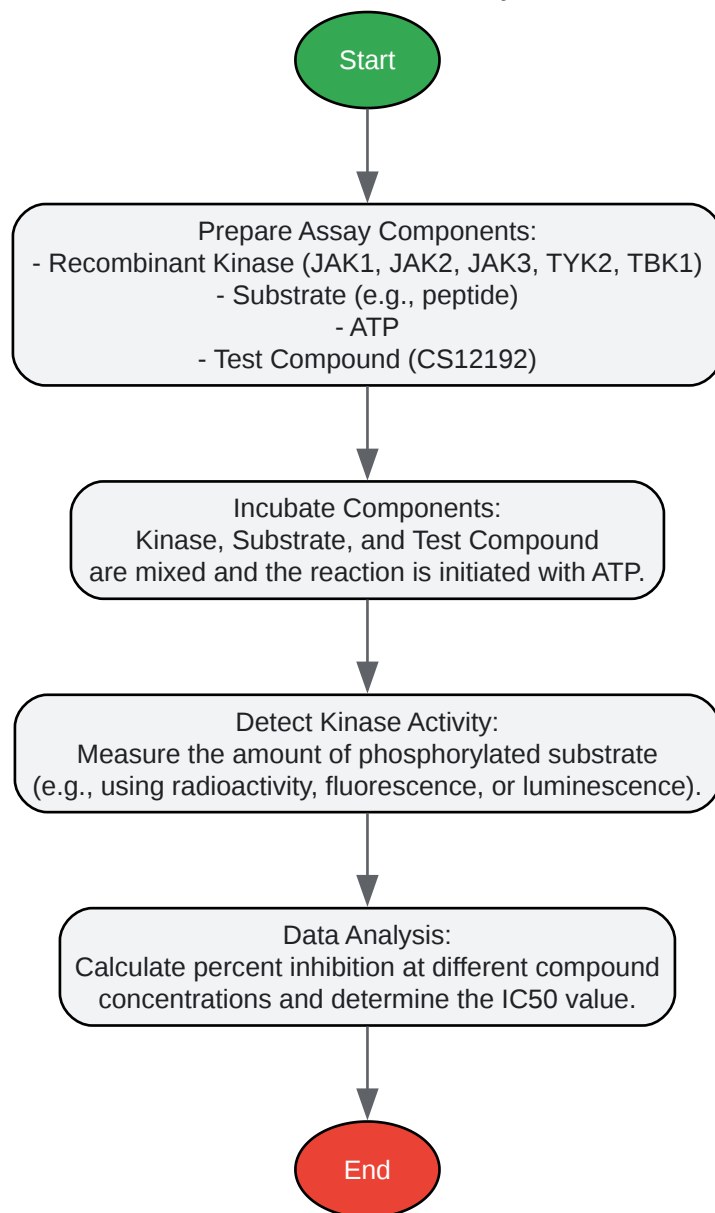 Start
Prepare Assay Components:
- Recombinant Kinase (JAK1, JAK2, JAK3, TYK2, TBK1)
- Substrate (e.g., peptide)
- ATP
- Test Compound (CS12192)
Incubate Components:
Kinase, Substrate, and Test Compound
are mixed and the reaction is initiated with ATP.
Detect Kinase Activity:
Measure the amount of phosphorylated substrate
(e.g., using radioactivity, fluorescence, or luminescence).
Data Analysis:
Calculate percent inhibition at different compound
concentrations and determine the IC50 value.
End